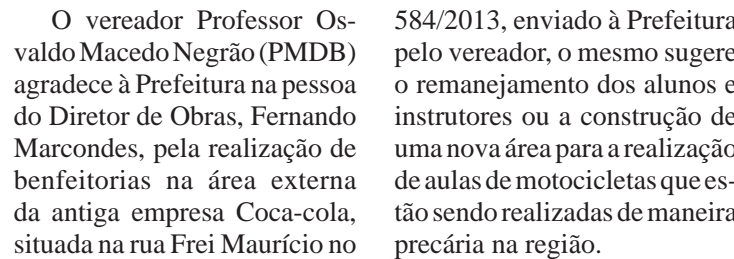 O vereador Professor Os-
valdo Macedo Negrão (PMDB)
agradece à Prefeitura na pessoa
do Diretor de Obras, Fernando
Marcondes, pela realização de
benfeitorias na área externa
da antiga empresa Coca-cola,
situada na rua Frei Maurício no
584/2013, enviado à Prefeitura
pelo vereador, o mesmo sugere
o remanejamento dos alunos e
instrutores ou a construção de
uma nova área para a realização
de aulas de motocicletas que es-
tão sendo realizadas de maneira
precária na região.